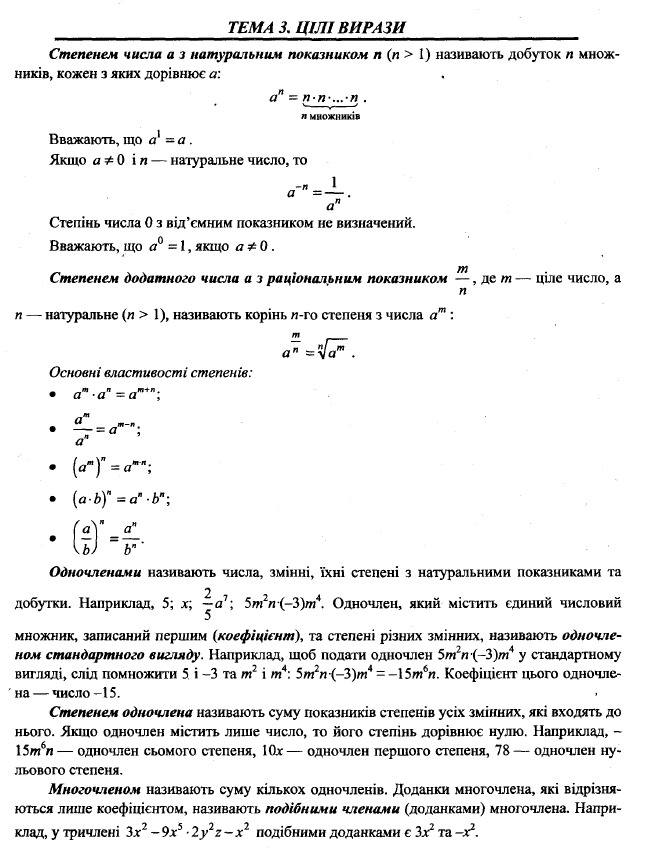 ТЕМА 3. ЦІЛІ ВИРАЗИ
Степенем числа a з натуральним показником n (n > 1) називають добуток n множ-
ників, кожен з яких дорівнює a:
aⁿ = n·n·...·n .
n множників
Вважають, що a¹ = a .
Якщо a ≠ 0 і n — натуральне число, то
a⁻ⁿ = 1/aⁿ .
Степінь числа 0 з від’ємним показником не визначений.
Вважають, що a⁰ = 1, якщо a ≠ 0 .
Степенем додатного числа a з раціональним показником m/n , де m — ціле число, а
n — натуральне (n > 1), називають корінь n-го степеня з числа aᵐ :
a^(m/n) = ⁿ√aᵐ .
Основні властивості степенів:
• aᵐ · aⁿ = aᵐ⁺ⁿ;
• aᵐ/aⁿ = aᵐ⁻ⁿ;
• (aᵐ)ⁿ = a^(m·n);
• (a·b)ⁿ = aⁿ · bⁿ;
• (a/b)ⁿ = aⁿ/bⁿ.
Одночленами називають числа, змінні, їхні степені з натуральними показниками та
добутки. Наприклад, 5; x; 2/5 a⁷; 5m²n·(–3)m⁴. Одночлен, який містить єдиний числовий
множник, записаний першим (коефіцієнт), та степені різних змінних, називають одночле-
ном стандартного вигляду. Наприклад, щоб подати одночлен 5m²n·(–3)m⁴ у стандартному
вигляді, слід помножити 5 і –3 та m² і m⁴: 5m²n·(–3)m⁴ = –15m⁶n. Коефіцієнт цього одночле-
на — число –15.
Степенем одночлена називають суму показників степенів усіх змінних, які входять до
нього. Якщо одночлен містить лише число, то його степінь дорівнює нулю. Наприклад, –
15m⁶n — одночлен сьомого степеня, 10x — одночлен першого степеня, 78 — одночлен ну-
льового степеня.
Многочленом називають суму кількох одночленів. Доданки многочлена, які відрізня-
ються лише коефіцієнтом, називають подібними членами (доданками) многочлена. Напри-
клад, у тричлені 3x² – 9x⁵ · 2y²z – x² подібними доданками є 3x² та –x².